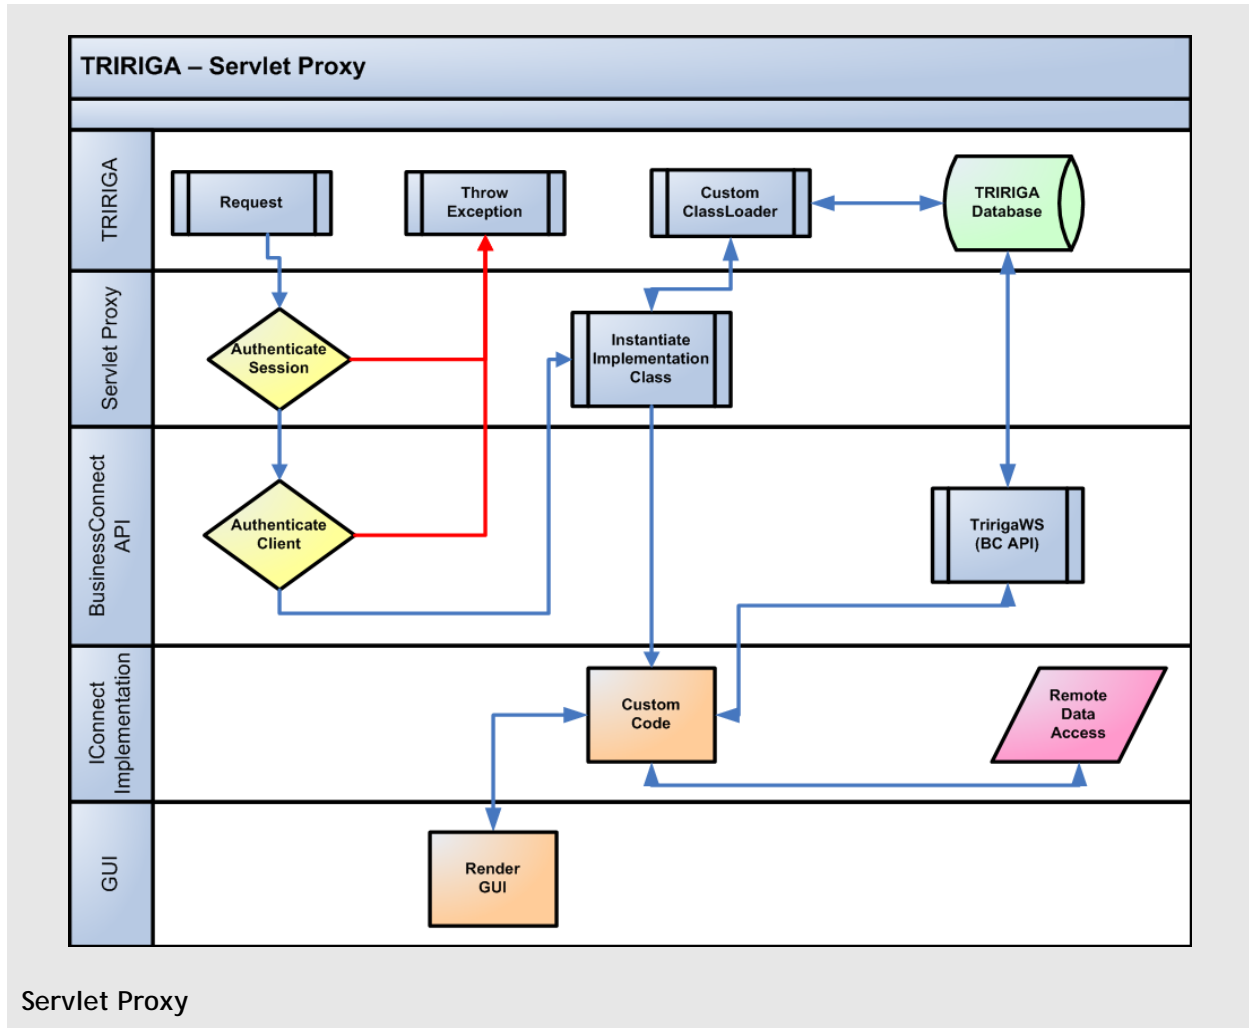 TRIRIGA – Servlet Proxy
TRIRIGA
Request
Throw
Exception
Custom
ClassLoader
TRIRIGA
Database
Servlet Proxy
Authenticate
Session
Instantiate
Implementation
Class
BusinessConnect
API
Authenticate
Client
TririgaWS
(BC API)
IConnect
Implementation
Custom
Code
Remote
Data
Access
GUI
Render
GUI
Servlet Proxy